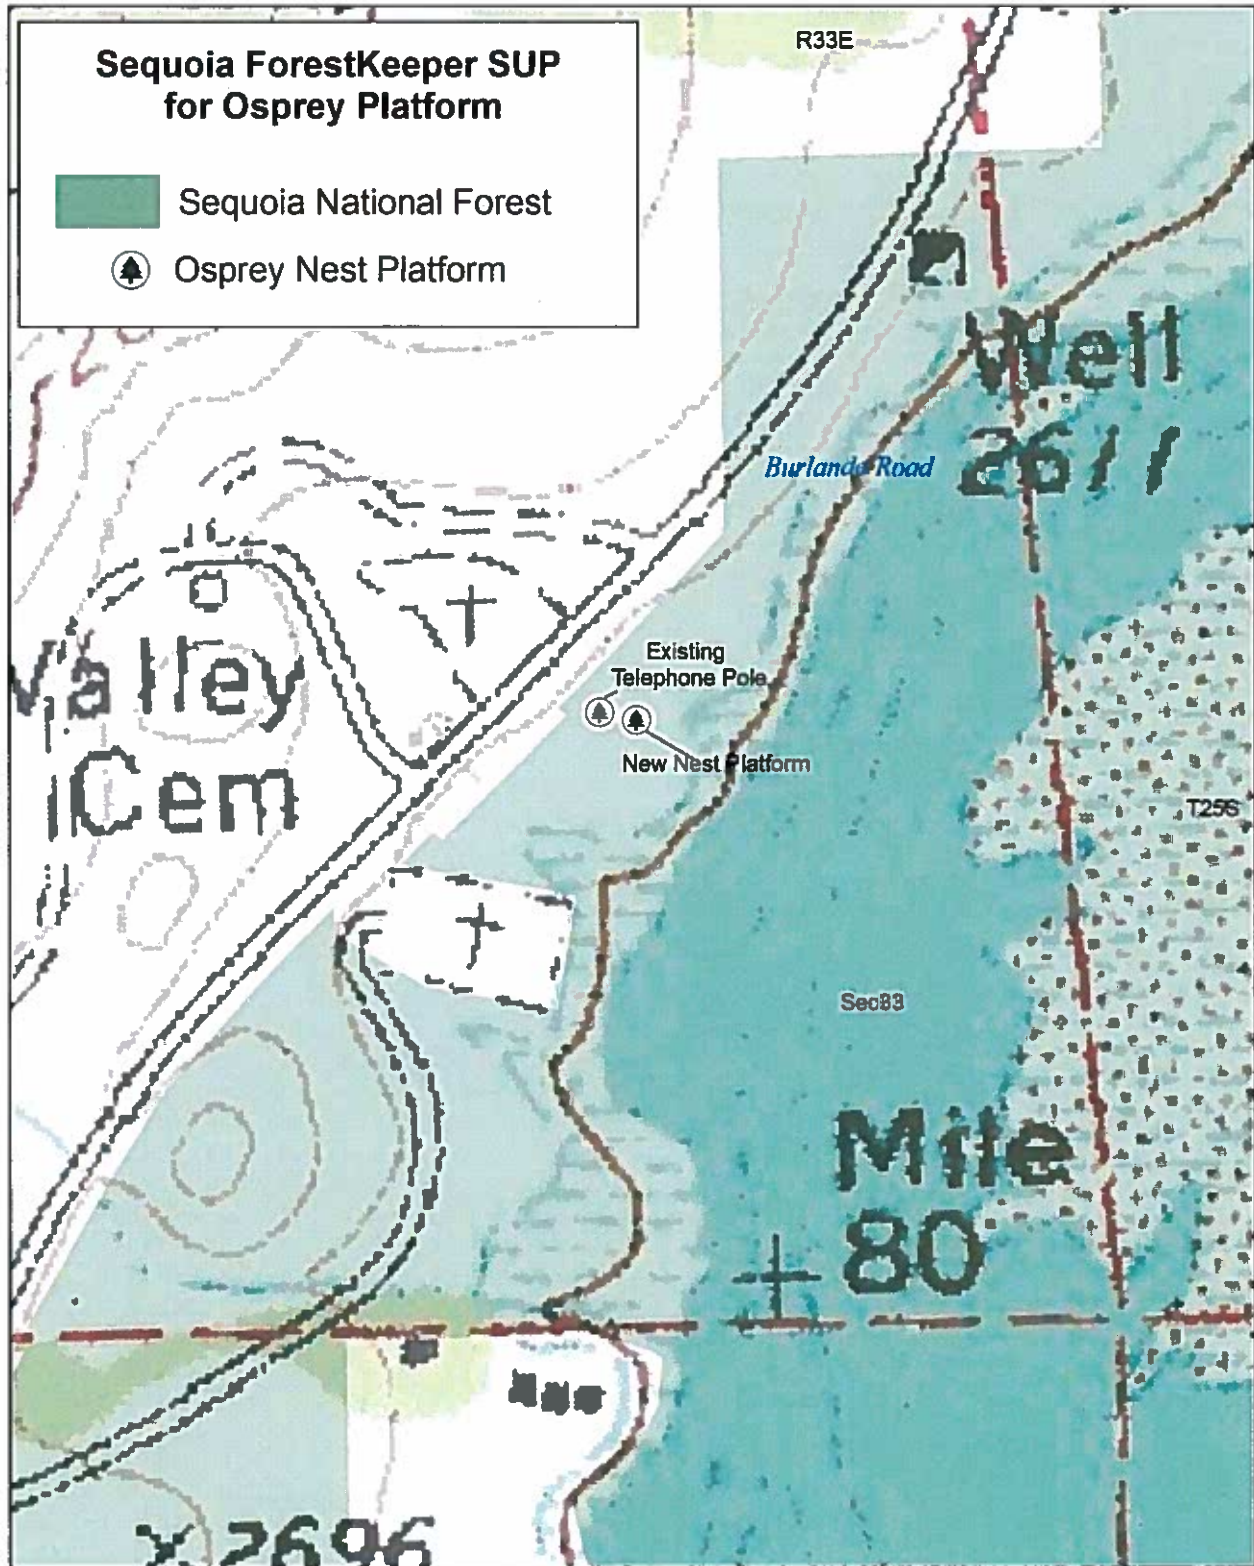 Sequoia ForestKeeper SUP
for Osprey Platform
Sequoia National Forest
Osprey Nest Platform
R33E
Well
2611
Burlando Road
Existing
Telephone Pole
New Nest Platform
Valley
Cem
T25S
Sec33
Mile
80
X 2696